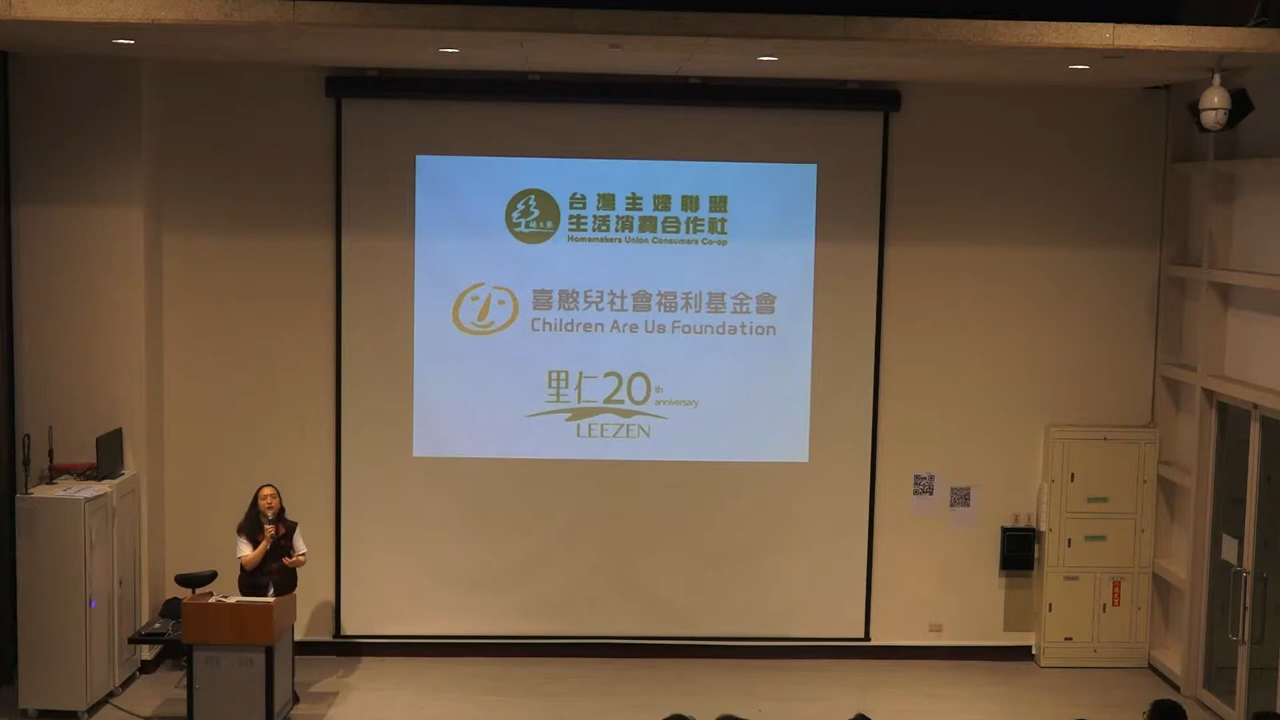 台灣主婦聯盟
生活消費合作社
Homemakers Union Consumers Co-op
喜憨兒社會福利基金會
Children Are Us Foundation
里仁20th
anniversary
LEEZEN